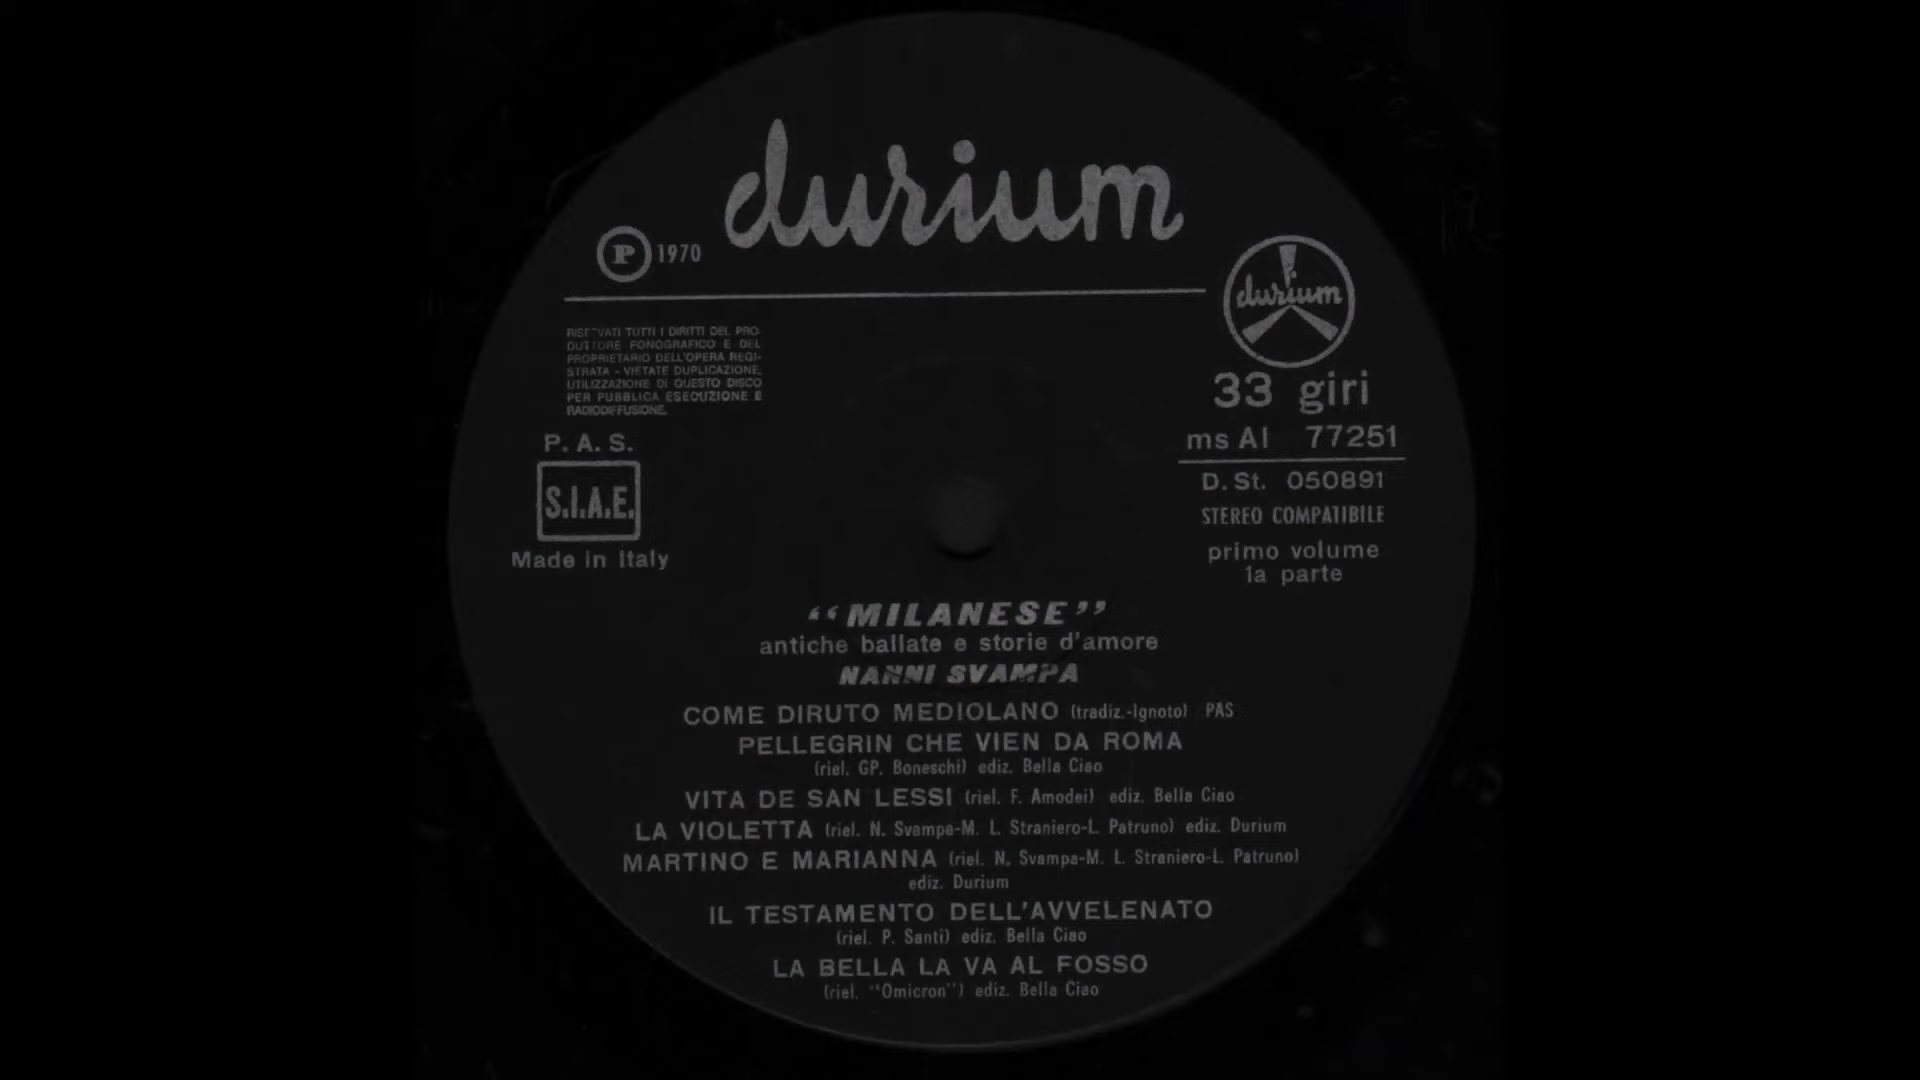 durium
P 1970
durium
RISERVATI TUTTI I DIRITTI DEL PRO-
DUTTORE FONOGRAFICO E DEL
PROPRIETARIO DELL'OPERA REGI-
STRATA - VIETATE DUPLICAZIONE,
UTILIZZAZIONE DI QUESTO DISCO
PER PUBBLICA ESECUZIONE E
RADIODIFFUSIONE.
33 giri
ms AI 77251
P. A. S.
S.I.A.E.
Made in Italy
D. St. 050891
STEREO COMPATIBILE
primo volume
1a parte
“MILANESE”
antiche ballate e storie d'amore
NANNI SVAMPA
COME DIRUTO MEDIOLANO (tradiz.-Ignoto) PAS
PELLEGRIN CHE VIEN DA ROMA
(riel. GP. Boneschi) ediz. Bella Ciao
VITA DE SAN LESSI (riel. F. Amodei) ediz. Bella Ciao
LA VIOLETTA (riel. N. Svampa-M. L. Straniero-L. Patruno) ediz. Durium
MARTINO E MARIANNA (riel. N. Svampa-M. L. Straniero-L. Patruno)
ediz. Durium
IL TESTAMENTO DELL'AVVELENATO
(riel. P. Santi) ediz. Bella Ciao
LA BELLA LA VA AL FOSSO
(riel. “Omicron”) ediz. Bella Ciao